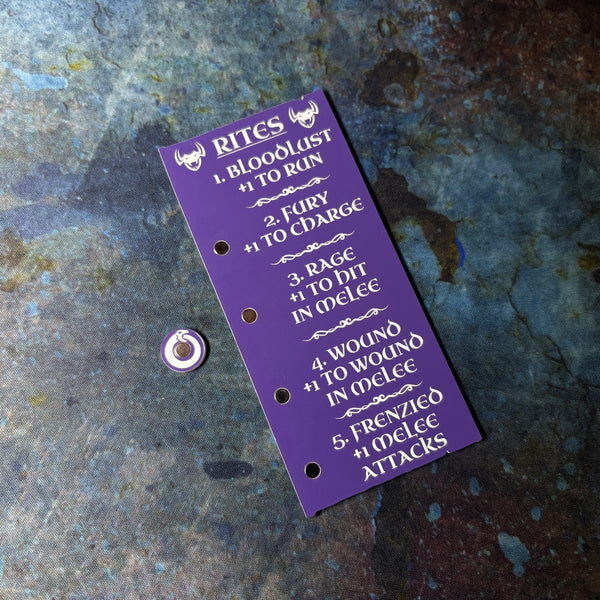 RITES
1. BLOODLUST
+1 TO RUN
2. FURY
+1 TO CHARGE
3. RAGE
+1 TO HIT
IN MELEE
4. WOUND
+1 TO WOUND
IN MELEE
5. FRENZIED
+1 MELEE
ATTACKS